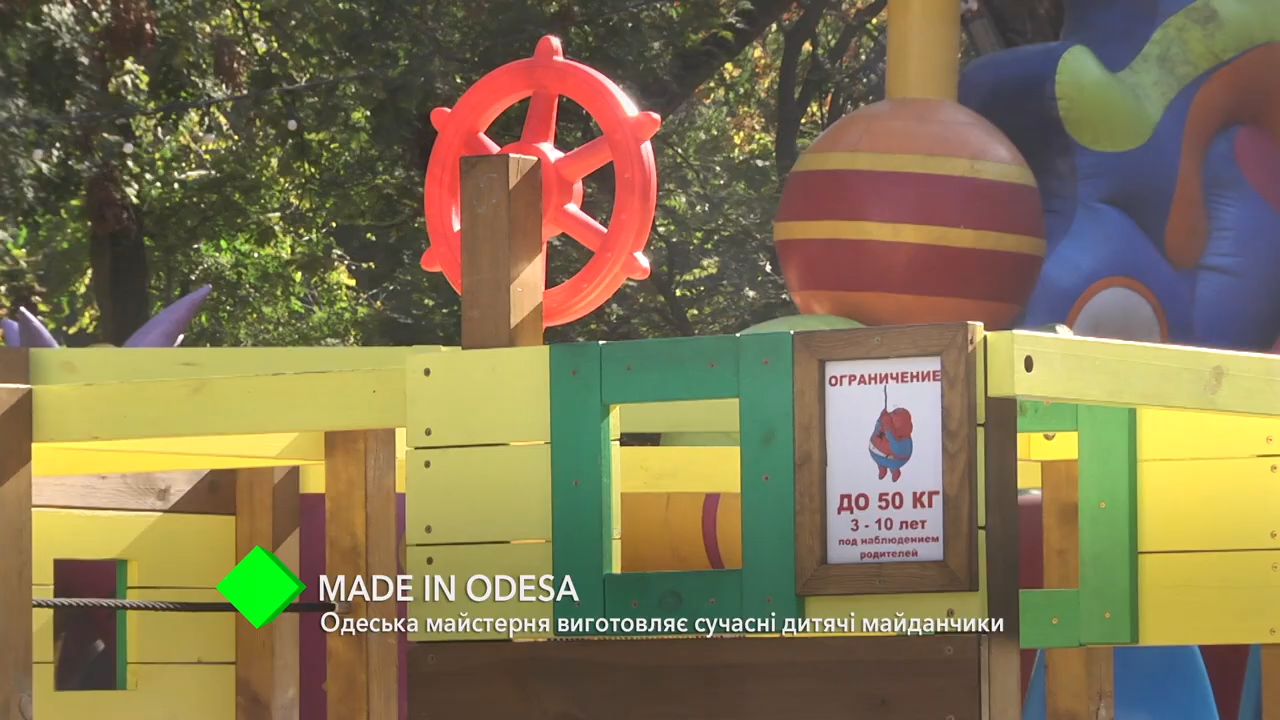 ОГРАНИЧЕНИЕ
ДО 50 КГ
3 - 10 лет
под наблюдением
родителей
MADE IN ODESA
Одеська майстерня виготовляє сучасні дитячі майданчики